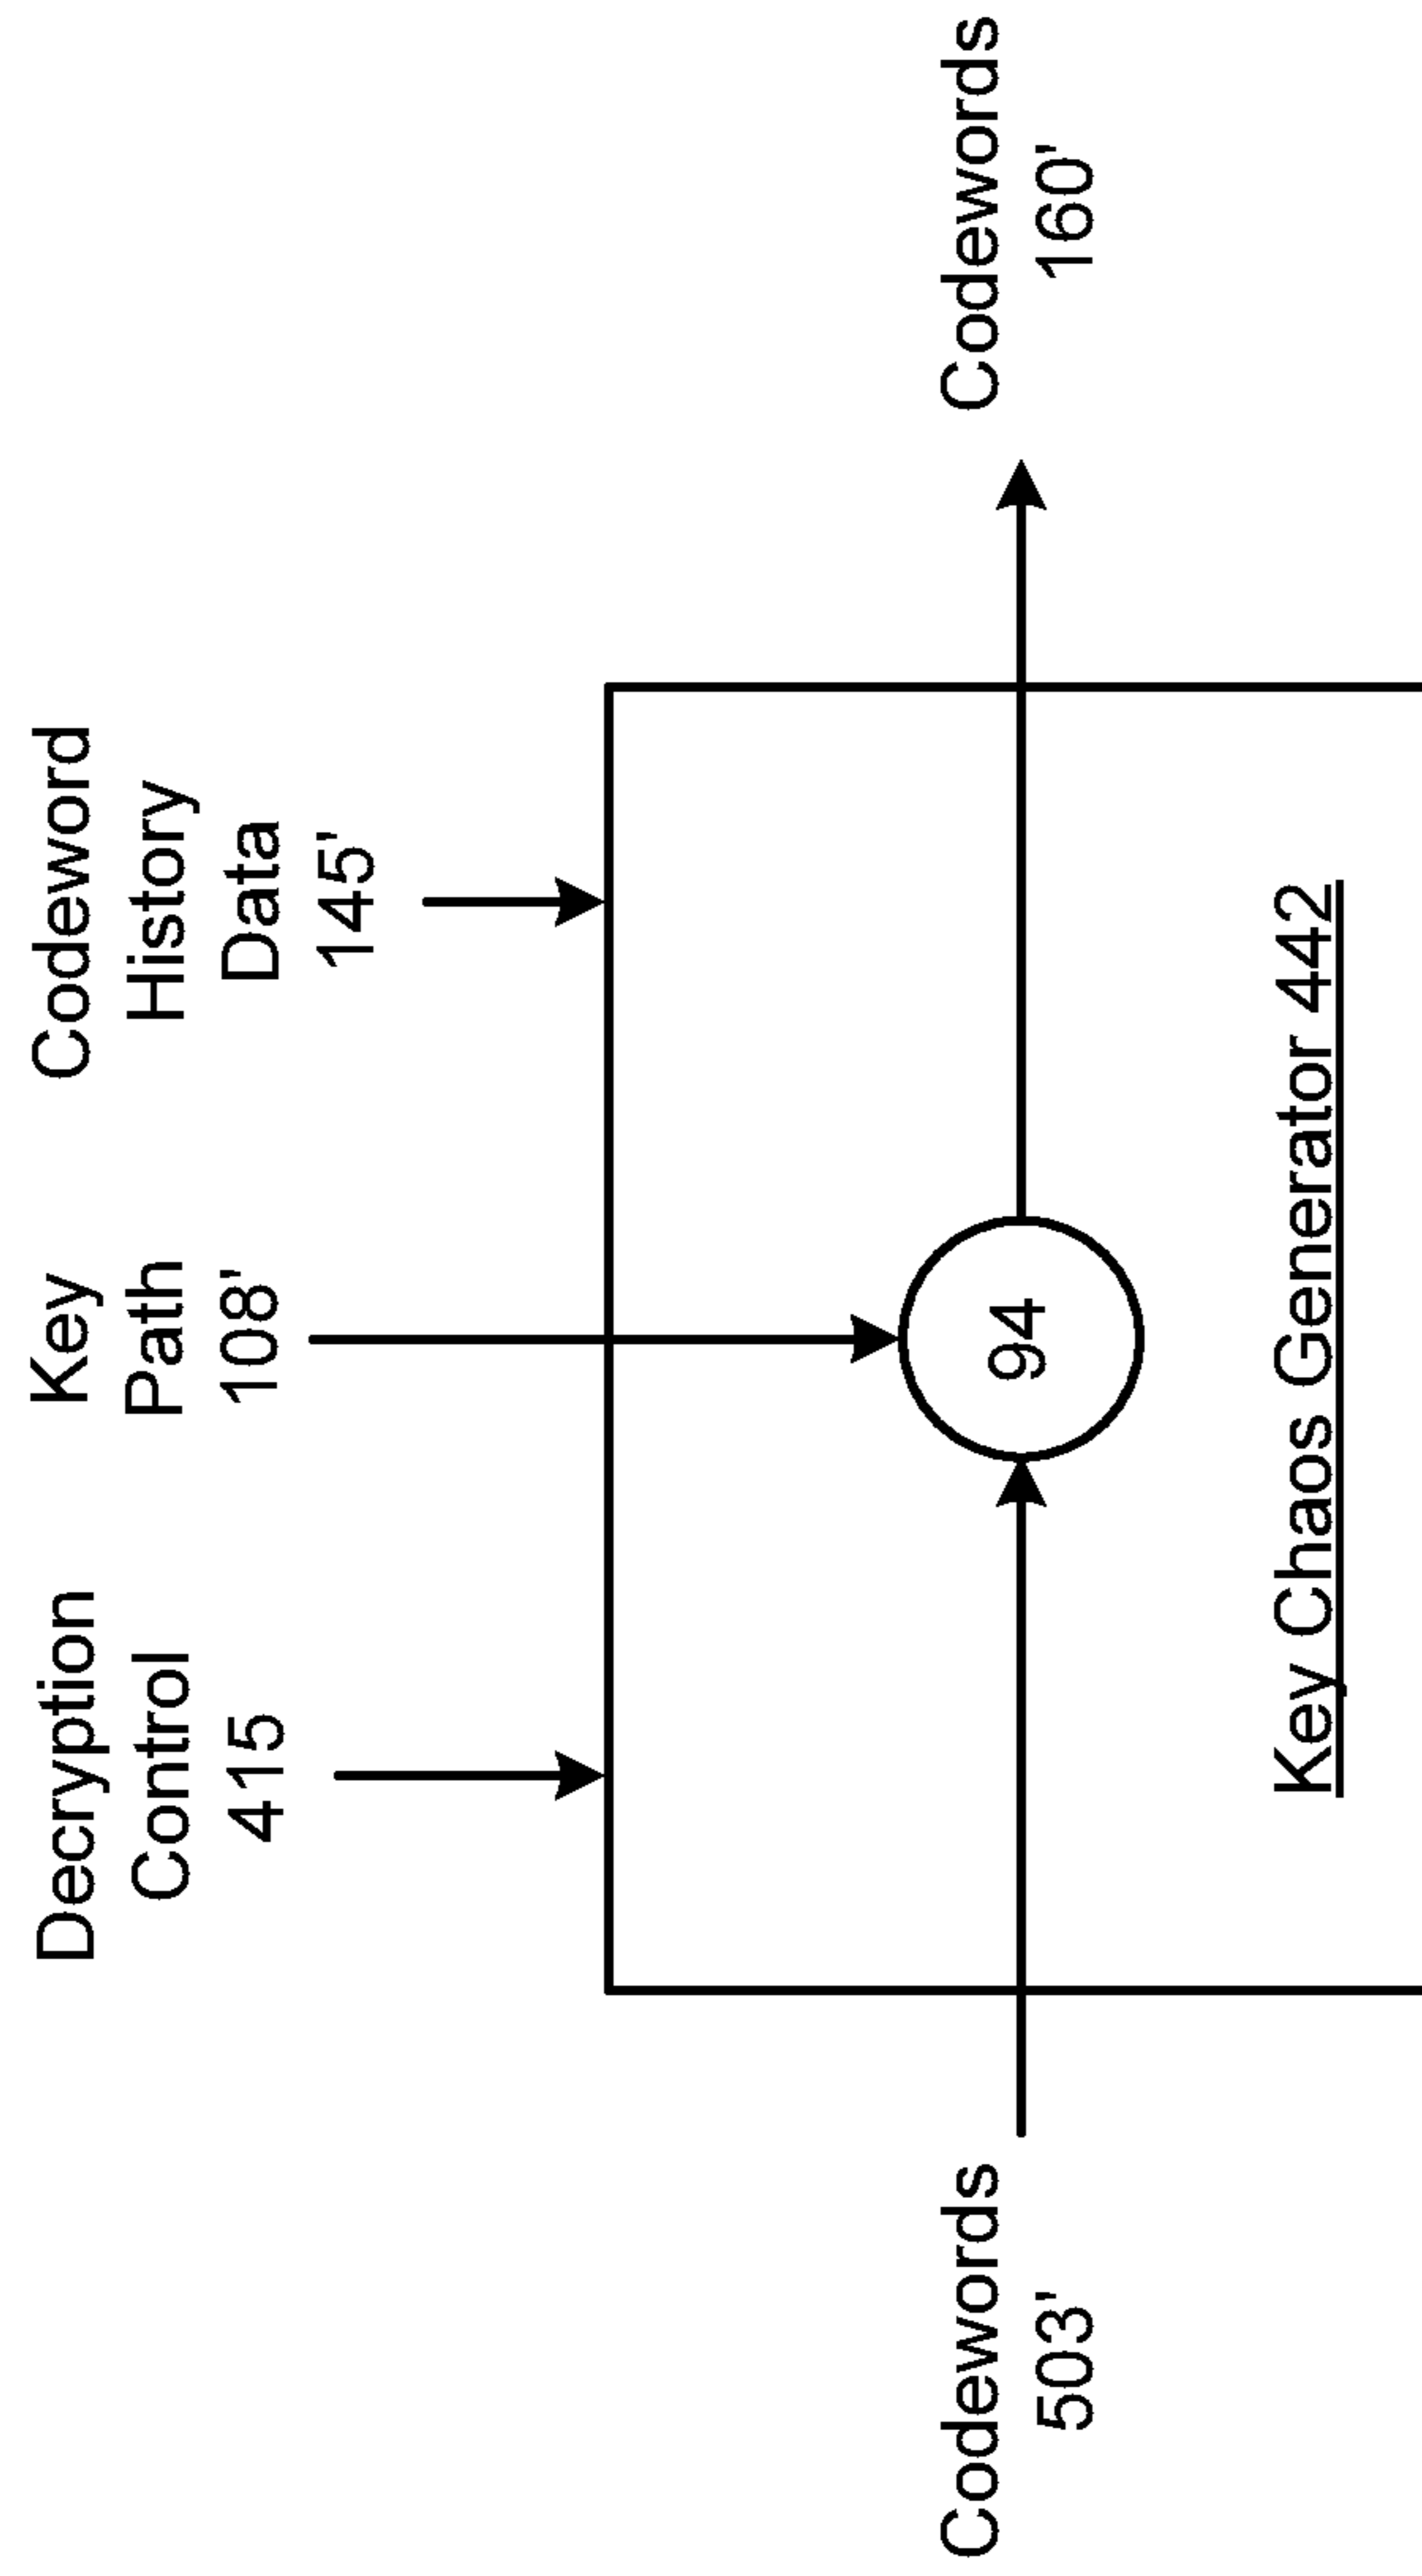 Decryption
Control
415
Key
Path
108'
Codeword
History
Data
145'
Codewords
503'
94
Codewords
160'
Key Chaos Generator 442